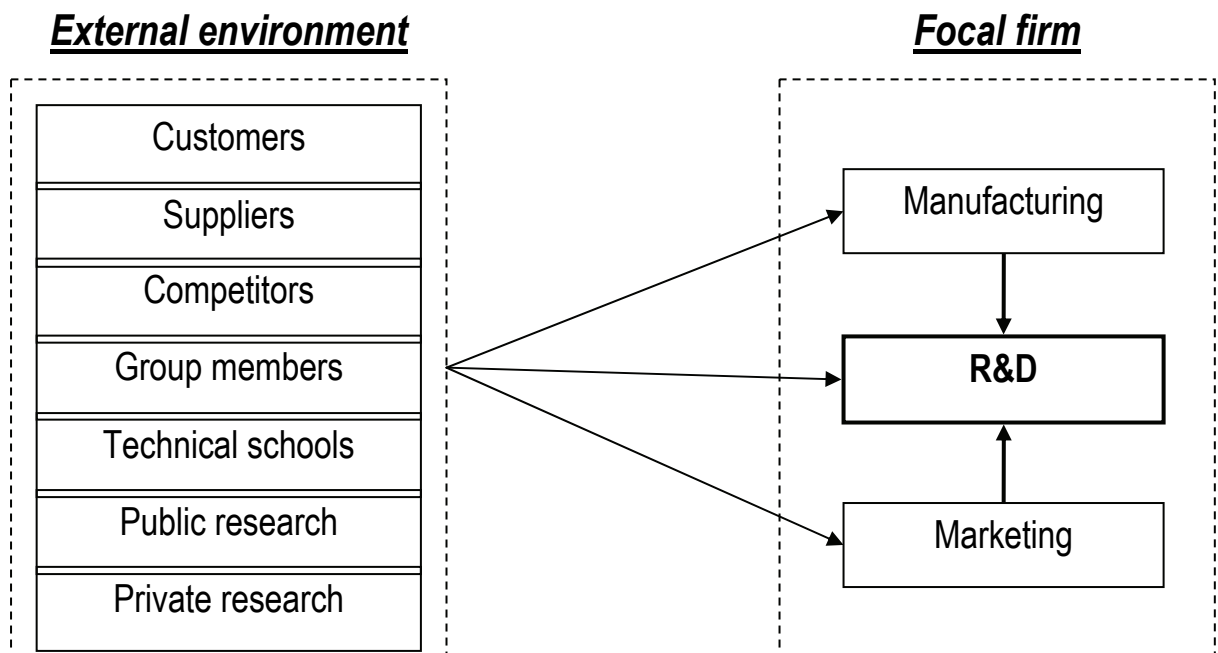 External environment
Focal firm
Customers
Suppliers
Competitors
Group members
Technical schools
Public research
Private research
Manufacturing
R&D
Marketing